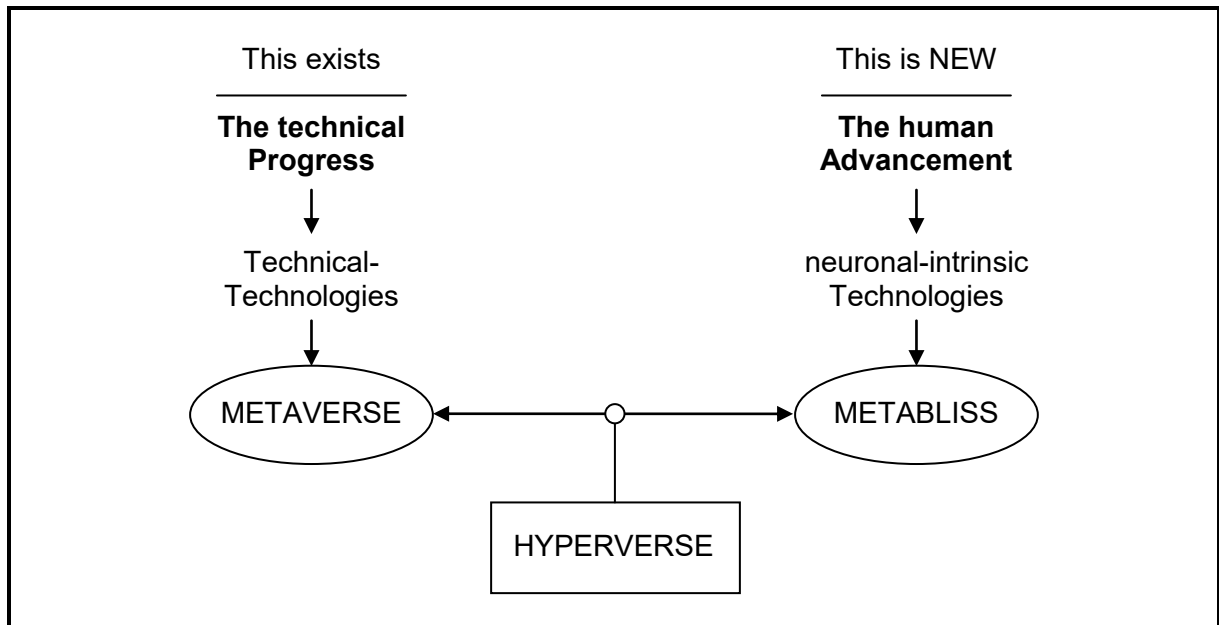 This exists
The technical
Progress
Technical-
Technologies
METAVERSE
This is NEW
The human
Advancement
neuronal-intrinsic
Technologies
METABLISS
HYPERVERSE